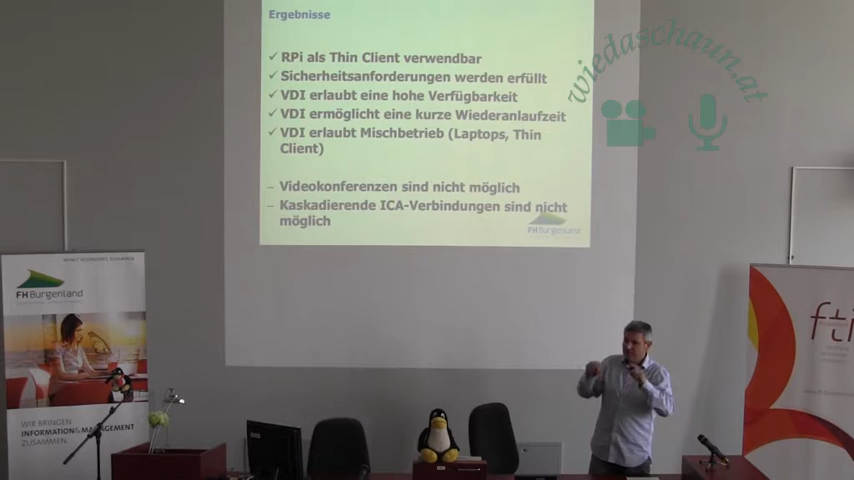 Ergebnisse
✓ RPi als Thin Client verwendbar
✓ Sicherheitsanforderungen werden erfüllt
✓ VDI erlaubt eine hohe Verfügbarkeit
✓ VDI ermöglicht eine kurze Wiederanlaufzeit
✓ VDI erlaubt Mischbetrieb (Laptops, Thin
Client)
– Videokonferenzen sind nicht möglich
– Kaskadierende ICA-Verbindungen sind nicht
möglich
FH Burgenland
wiedaschaun.at
FH Burgenland
WIR BRINGEN
INFORMATION & MANAGEMENT
ZUSAMMEN.
fti